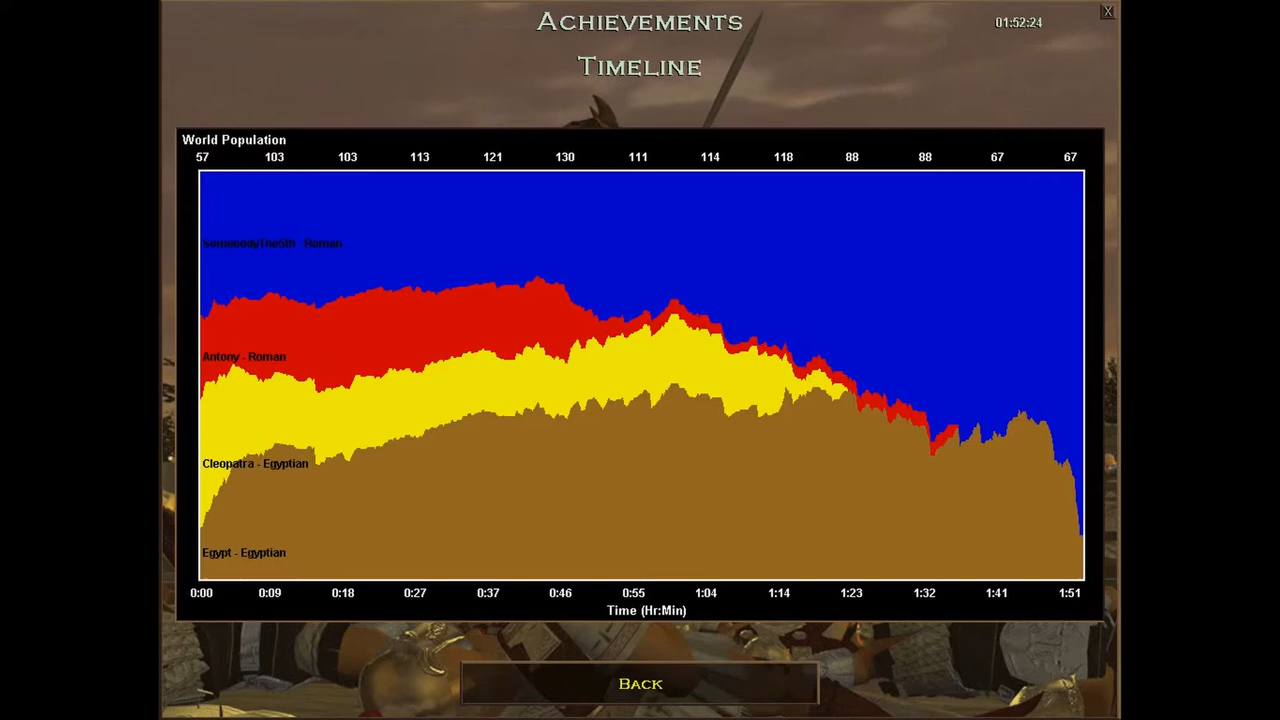 ACHIEVEMENTS
01:52:24
X
TIMELINE
World Population
57 103 103 113 121 130 111 114 118 88 88 67 67
SomebodyThe5th - Roman
Antony - Roman
Cleopatra - Egyptian
Egypt - Egyptian
0:00 0:09 0:18 0:27 0:37 0:46 0:55 1:04 1:14 1:23 1:32 1:41 1:51
Time (Hr:Min)
BACK